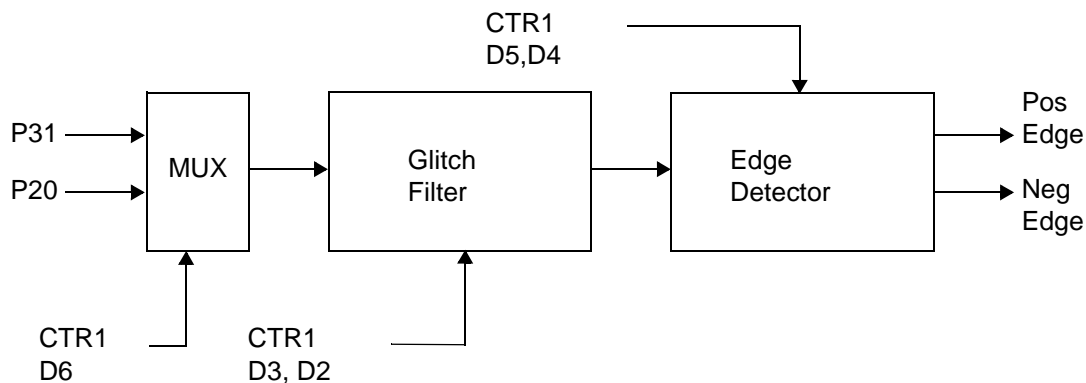 CTR1
D5,D4
P31
P20
MUX
Glitch
Filter
Edge
Detector
Pos
Edge
Neg
Edge
CTR1
D6
CTR1
D3, D2